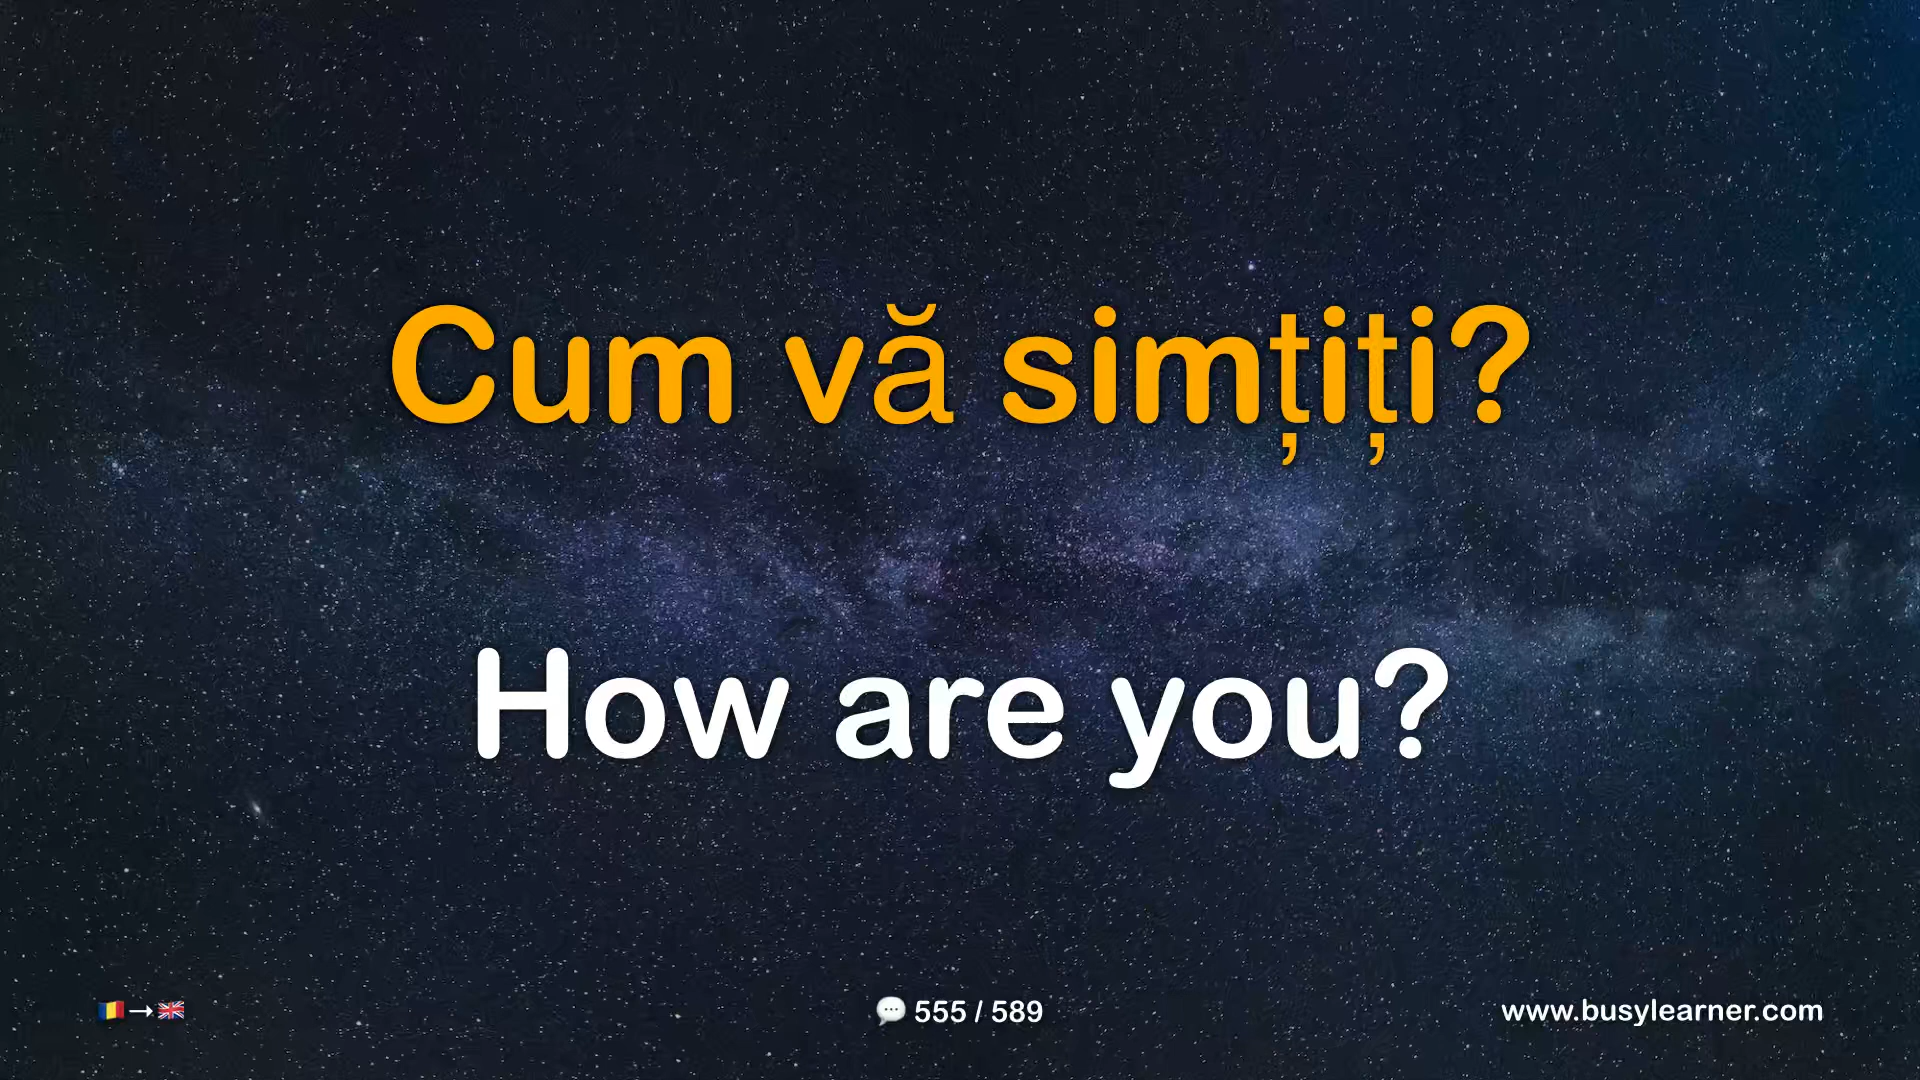 Cum vă simțiți?
How are you?
🇷🇴→🇬🇧
💬 555 / 589
www.busylearner.com